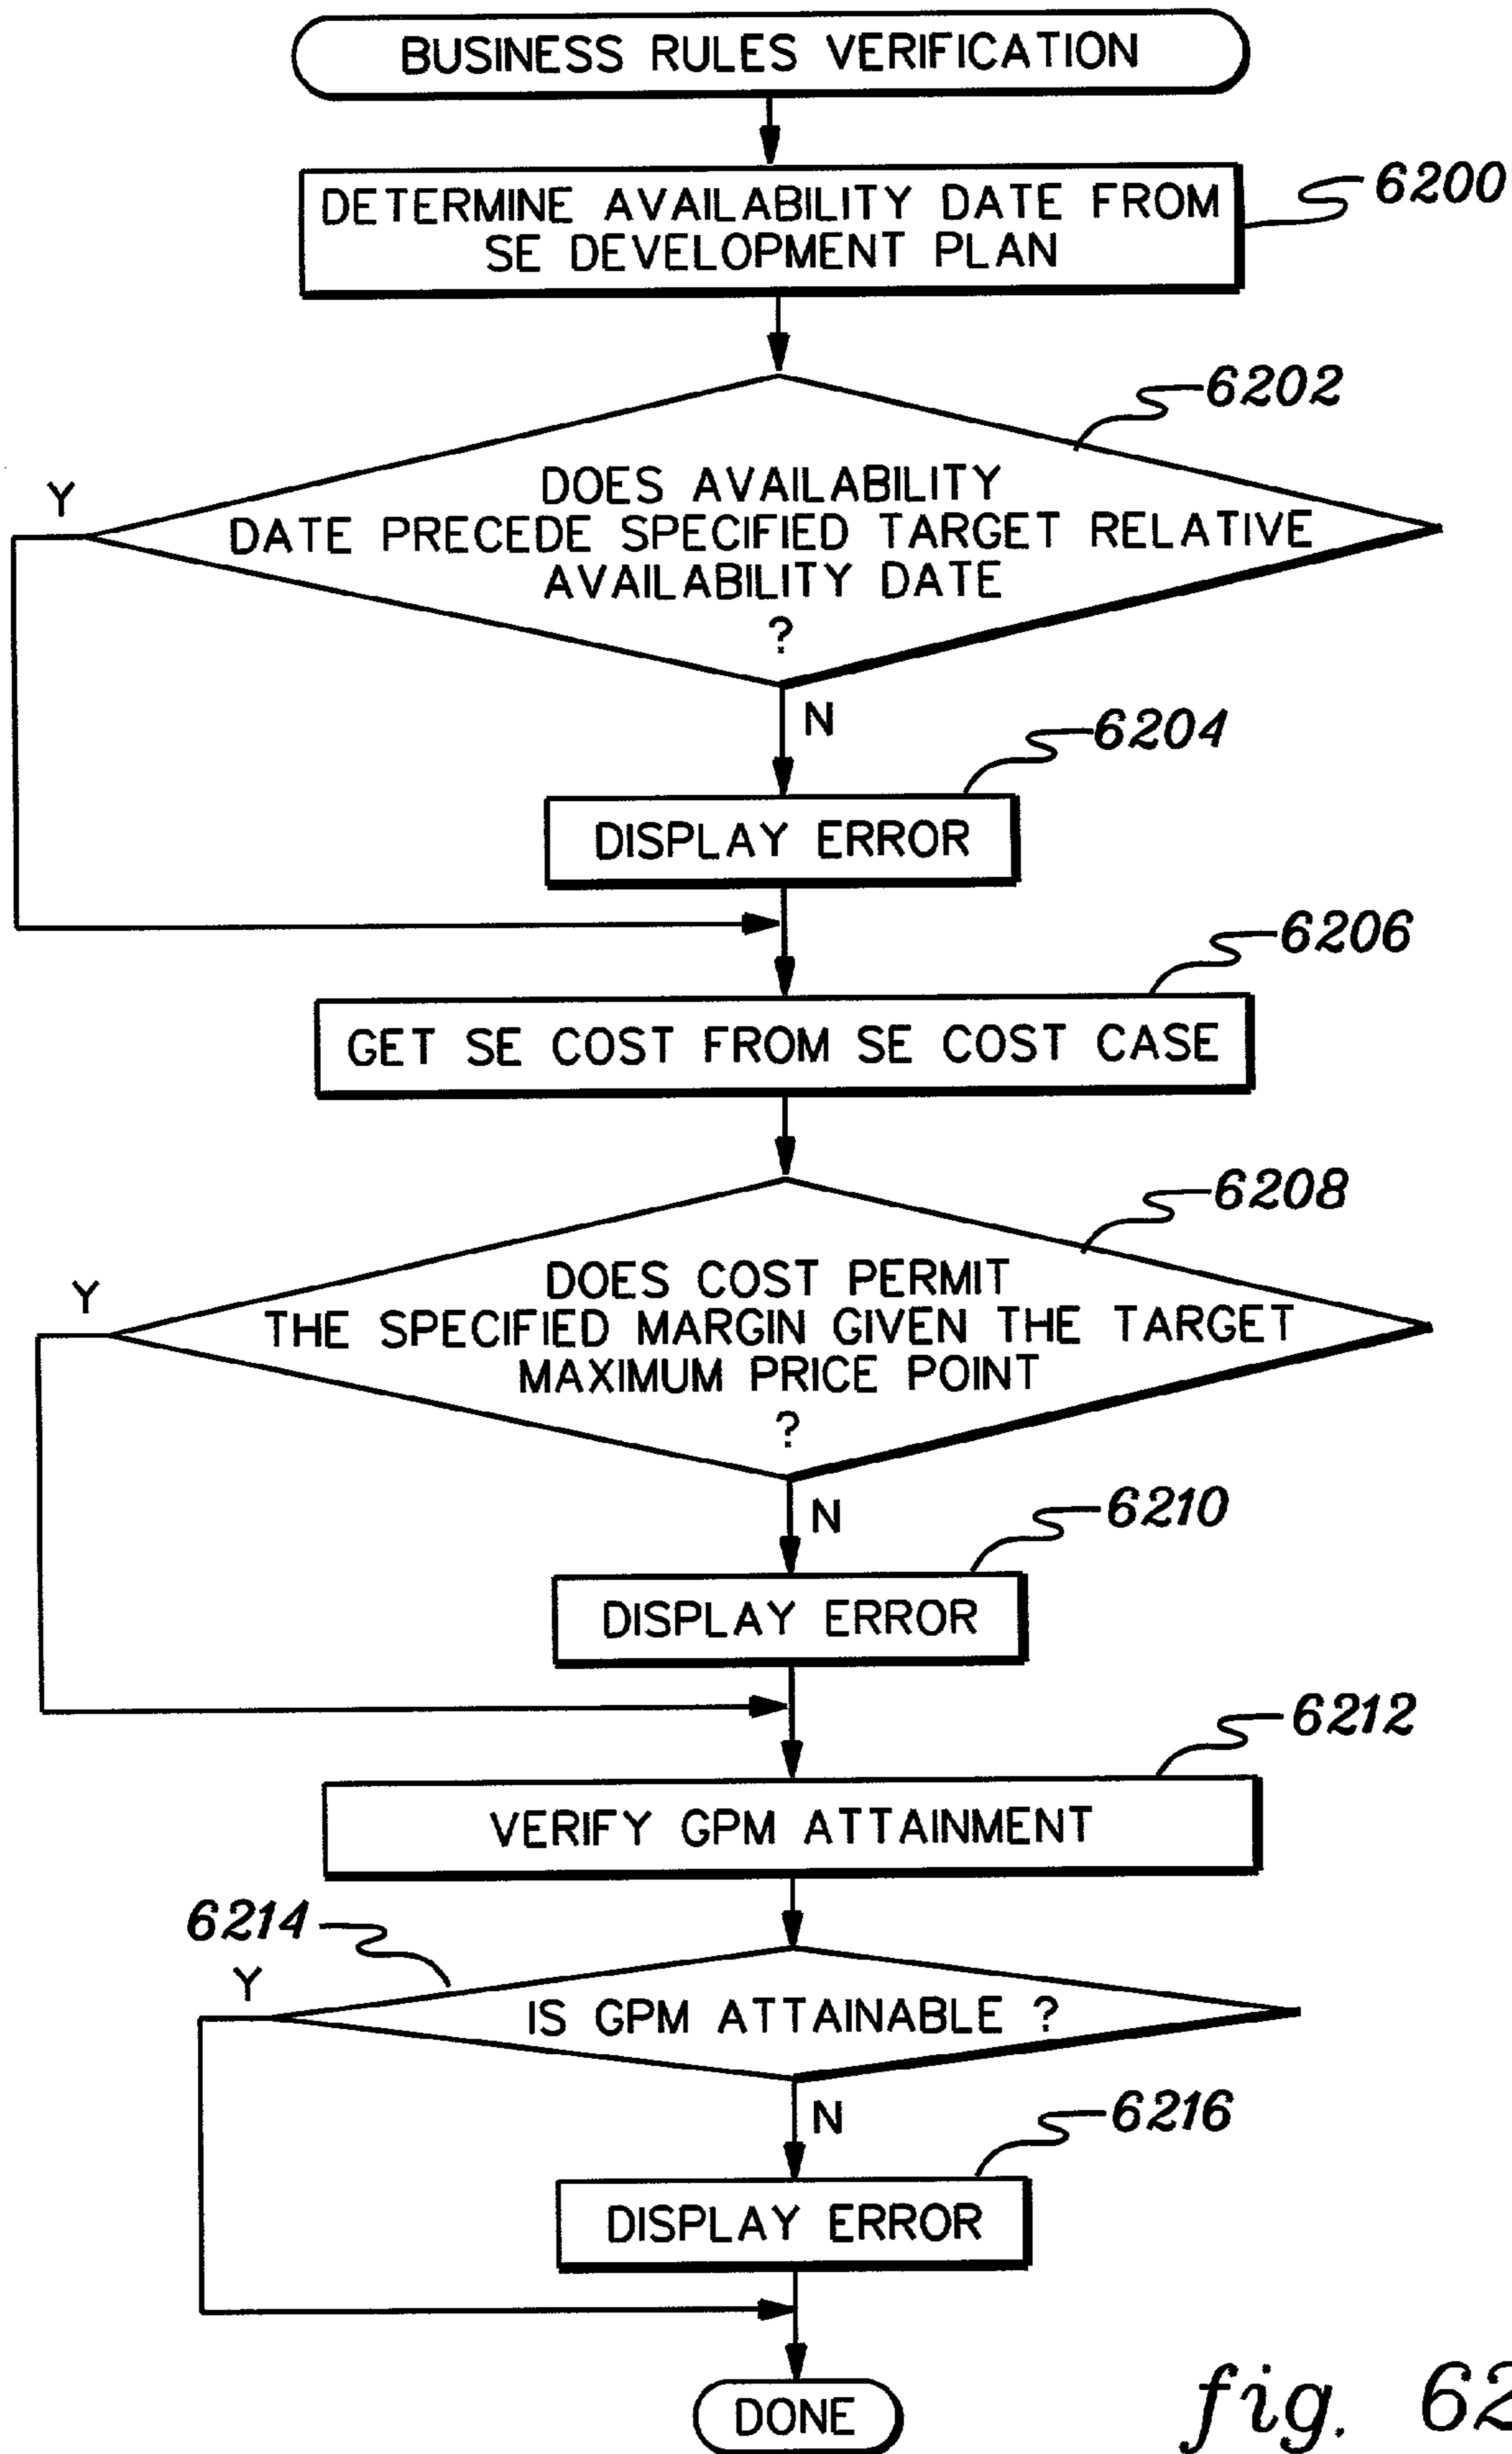 BUSINESS RULES VERIFICATION
DETERMINE AVAILABILITY DATE FROM
SE DEVELOPMENT PLAN
6200
6202
DOES AVAILABILITY
DATE PRECEDE SPECIFIED TARGET RELATIVE
AVAILABILITY DATE
?
Y
N
6204
DISPLAY ERROR
6206
GET SE COST FROM SE COST CASE
6208
DOES COST PERMIT
THE SPECIFIED MARGIN GIVEN THE TARGET
MAXIMUM PRICE POINT
?
Y
N
6210
DISPLAY ERROR
6212
VERIFY GPM ATTAINMENT
6214
Y
IS GPM ATTAINABLE ?
N
6216
DISPLAY ERROR
DONE
fig. 62